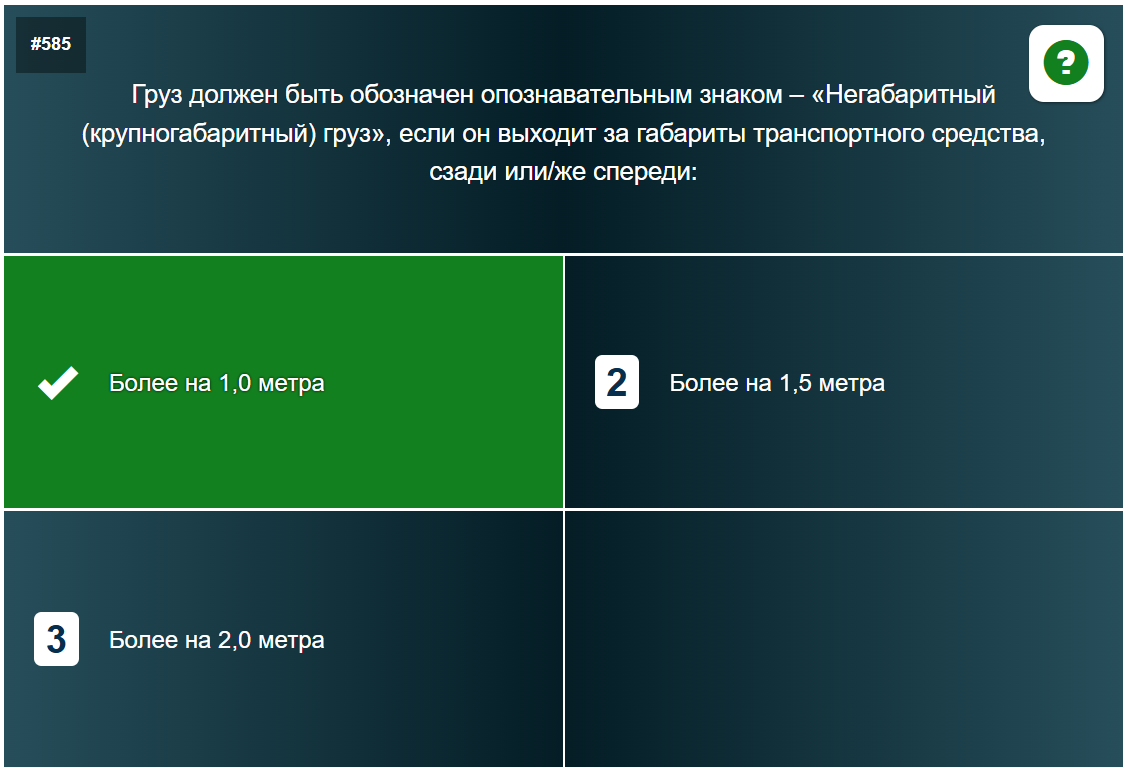 #585
?
Груз должен быть обозначен опознавательным знаком – «Негабаритный
(крупногабаритный) груз», если он выходит за габариты транспортного средства,
сзади или/же спереди:
Более на 1,0 метра
2 Более на 1,5 метра
3 Более на 2,0 метра